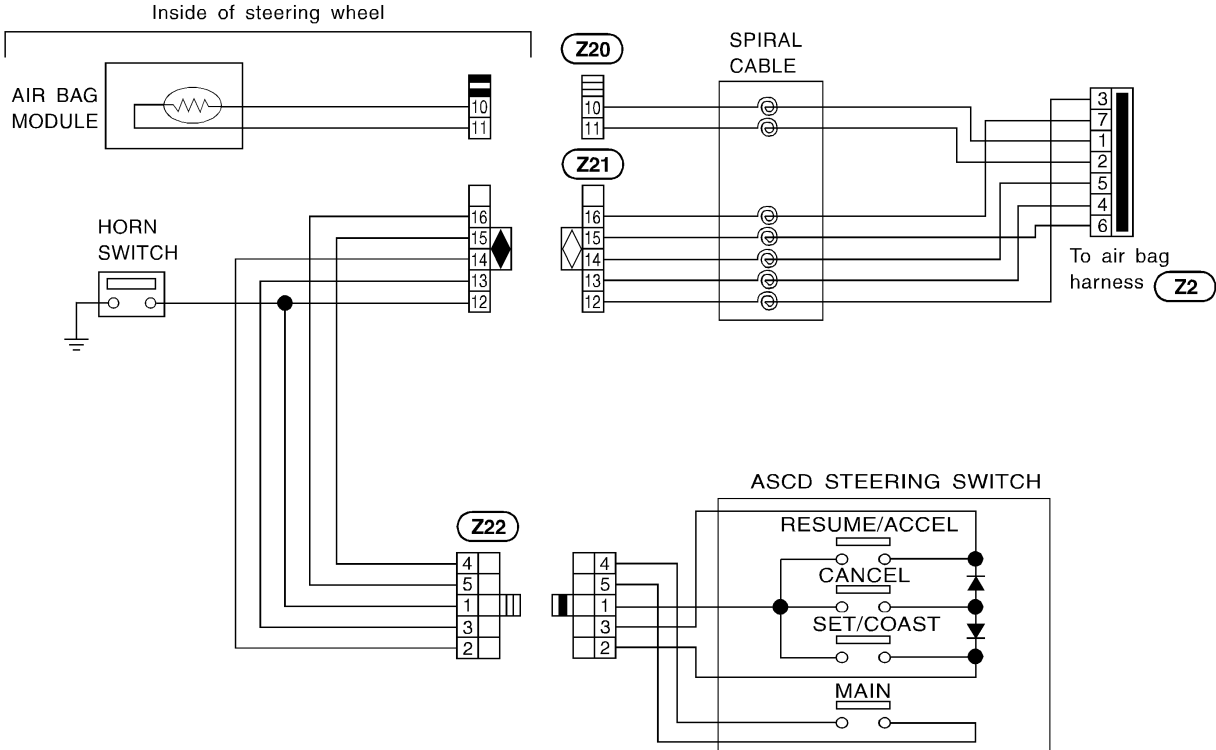 Inside of steering wheel
AIR BAG
MODULE
10
11
Z20
10
11
SPIRAL
CABLE
3
7
1
2
5
4
6
To air bag
harness
Z2
HORN
SWITCH
16
15
14
13
12
Z21
16
15
14
13
12
Z22
4
5
1
3
2
4
5
1
3
2
ASCD STEERING SWITCH
RESUME/ACCEL
CANCEL
SET/COAST
MAIN